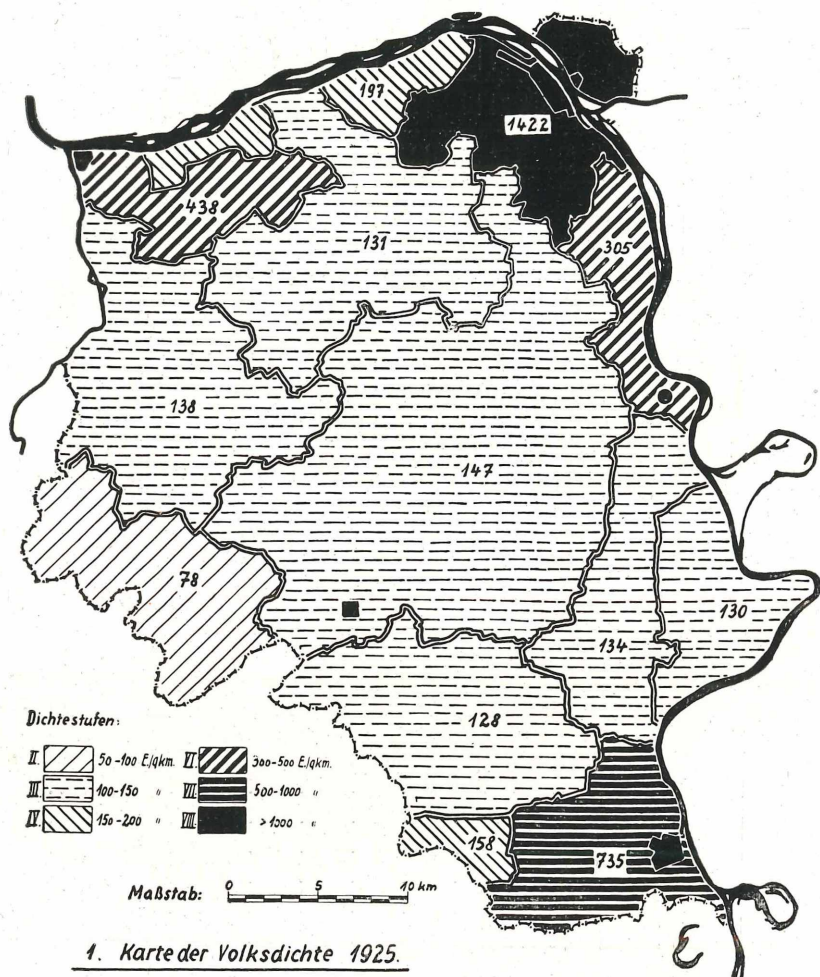 197
1422
438
131
305
138
147
78
130
134
128
158
735
Dichtestufen:
II. 50-100 E./qkm. VI. 300-500 E./qkm.
III. 100-150 " VII. 500-1000 "
IV. 150-200 " VIII. >1000 "
Maßstab: 0 5 10 km
1. Karte der Volksdichte 1925.